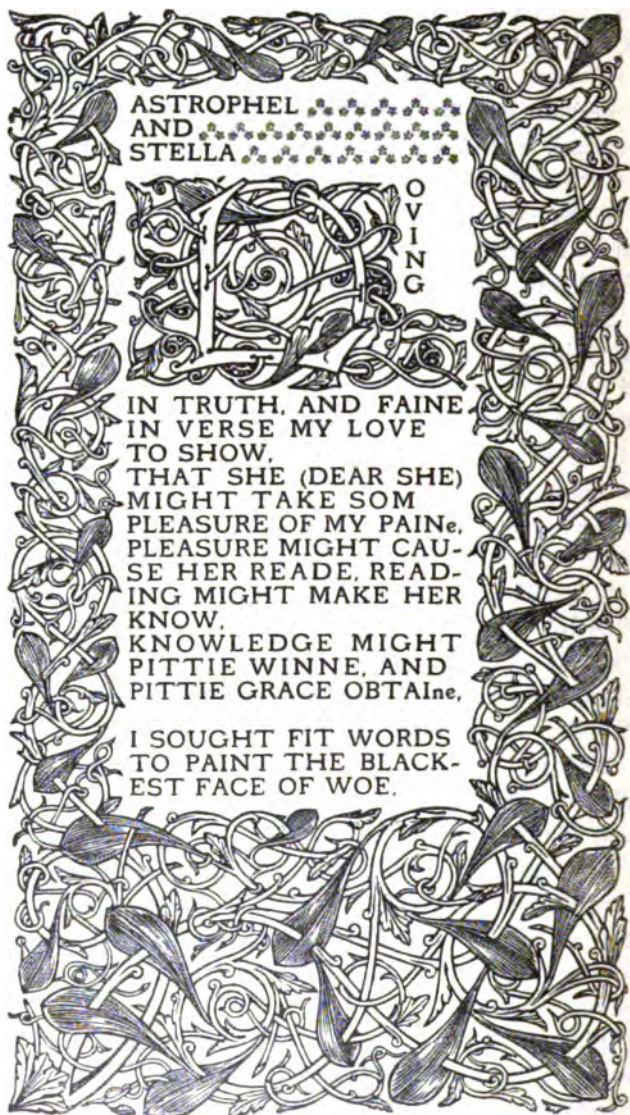 ASTROPHEL
AND
STELLA
LOVING
IN TRUTH, AND FAINE
IN VERSE MY LOVE
TO SHOW,
THAT SHE (DEAR SHE)
MIGHT TAKE SOM
PLEASURE OF MY PAINe,
PLEASURE MIGHT CAU-
SE HER READE, READ-
ING MIGHT MAKE HER
KNOW,
KNOWLEDGE MIGHT
PITTIE WINNE, AND
PITTIE GRACE OBTAIne,
I SOUGHT FIT WORDS
TO PAINT THE BLACK-
EST FACE OF WOE,